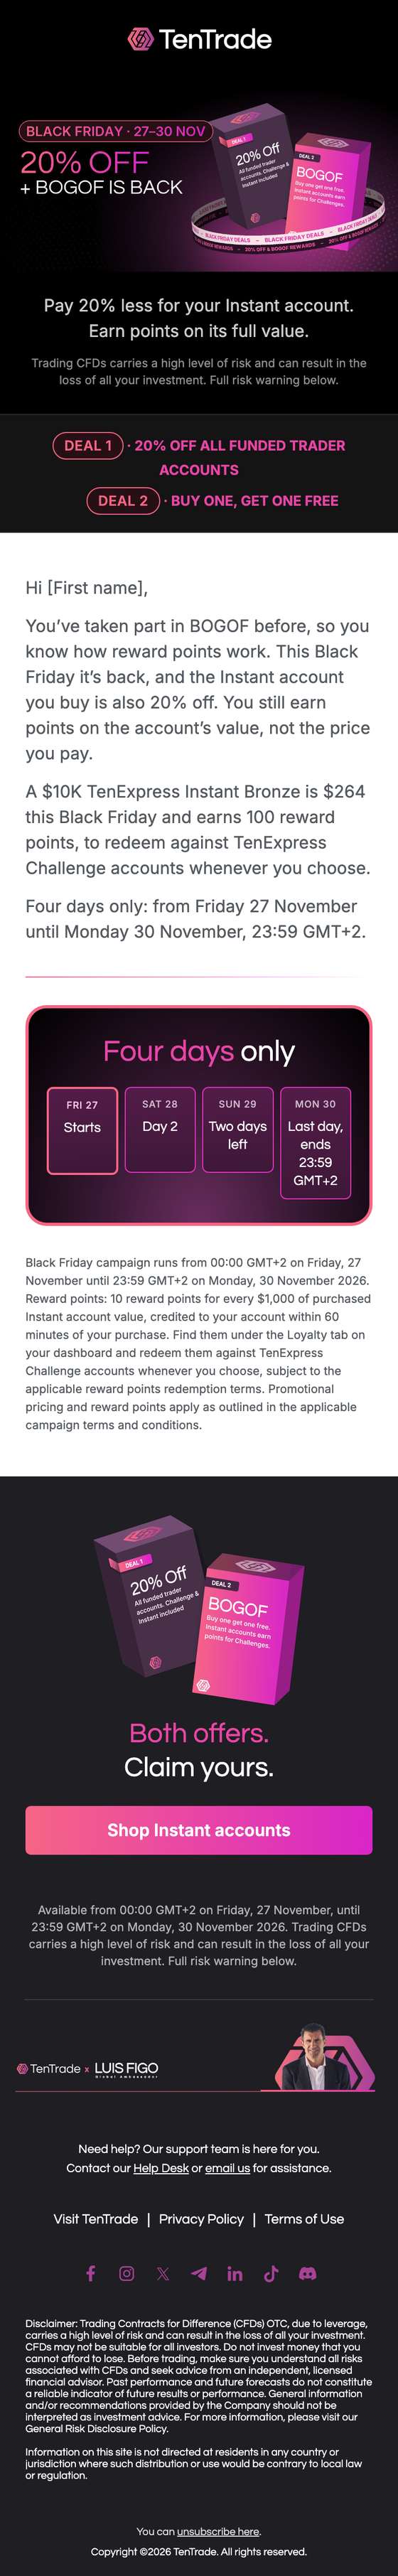 TenTrade
BLACK FRIDAY · 27–30 NOV
20% OFF
+ BOGOF IS BACK
DEAL 1
20% Off
All funded trader
accounts. Challenge &
Instant included
DEAL 2
BOGOF
Buy one get one free.
Instant accounts earn
points for Challenges.
BLACK FRIDAY DEALS – BLACK FRIDAY DEALS – BLACK FRIDAY DEALS
20% OFF & BOGOF REWARDS
Pay 20% less for your Instant account.
Earn points on its full value.
Trading CFDs carries a high level of risk and can result in the
loss of all your investment. Full risk warning below.
DEAL 1 · 20% OFF ALL FUNDED TRADER
ACCOUNTS
DEAL 2 · BUY ONE, GET ONE FREE
Hi [First name],
You’ve taken part in BOGOF before, so you
know how reward points work. This Black
Friday it’s back, and the Instant account
you buy is also 20% off. You still earn
points on the account’s value, not the price
you pay.
A $10K TenExpress Instant Bronze is $264
this Black Friday and earns 100 reward
points, to redeem against TenExpress
Challenge accounts whenever you choose.
Four days only: from Friday 27 November
until Monday 30 November, 23:59 GMT+2.
Four days only
FRI 27
Starts
SAT 28
Day 2
SUN 29
Two days
left
MON 30
Last day,
ends
23:59
GMT+2
Black Friday campaign runs from 00:00 GMT+2 on Friday, 27
November until 23:59 GMT+2 on Monday, 30 November 2026.
Reward points: 10 reward points for every $1,000 of purchased
Instant account value, credited to your account within 60
minutes of your purchase. Find them under the Loyalty tab on
your dashboard and redeem them against TenExpress
Challenge accounts whenever you choose, subject to the
applicable reward points redemption terms. Promotional
pricing and reward points apply as outlined in the applicable
campaign terms and conditions.
DEAL 1
20% Off
All funded trader
accounts. Challenge &
Instant included
DEAL 2
BOGOF
Buy one get one free.
Instant accounts earn
points for Challenges.
Both offers.
Claim yours.
Shop Instant accounts
Available from 00:00 GMT+2 on Friday, 27 November, until
23:59 GMT+2 on Monday, 30 November 2026. Trading CFDs
carries a high level of risk and can result in the loss of all your
investment. Full risk warning below.
TenTrade x LUIS FIGO
Global Ambassador
Need help? Our support team is here for you.
Contact our Help Desk or email us for assistance.
Visit TenTrade | Privacy Policy | Terms of Use
Disclaimer: Trading Contracts for Difference (CFDs) OTC, due to leverage,
carries a high level of risk and can result in the loss of all your investment.
CFDs may not be suitable for all investors. Do not invest money that you
cannot afford to lose. Before trading, make sure you understand all risks
associated with CFDs and seek advice from an independent, licensed
financial advisor. Past performance and future forecasts do not constitute
a reliable indicator of future results or performance. General information
and/or recommendations provided by the Company should not be
interpreted as investment advice. For more information, please visit our
General Risk Disclosure Policy.
Information on this site is not directed at residents in any country or
jurisdiction where such distribution or use would be contrary to local law
or regulation.
You can unsubscribe here.
Copyright ©2026 TenTrade. All rights reserved.